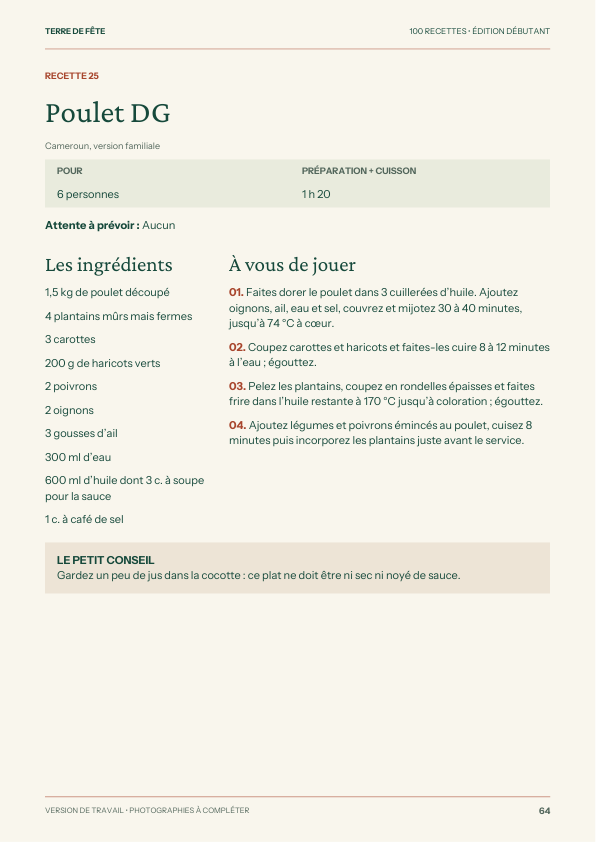 TERRE DE FÊTE
100 RECETTES • ÉDITION DÉBUTANT
RECETTE 25
Poulet DG
Cameroun, version familiale
POUR
PRÉPARATION + CUISSON
6 personnes
1 h 20
Attente à prévoir : Aucun
Les ingrédients
1,5 kg de poulet découpé
4 plantains mûrs mais fermes
3 carottes
200 g de haricots verts
2 poivrons
2 oignons
3 gousses d’ail
300 ml d’eau
600 ml d’huile dont 3 c. à soupe
pour la sauce
1 c. à café de sel
À vous de jouer
01. Faites dorer le poulet dans 3 cuillerées d’huile. Ajoutez
oignons, ail, eau et sel, couvrez et mijotez 30 à 40 minutes,
jusqu’à 74 °C à cœur.
02. Coupez carottes et haricots et faites-les cuire 8 à 12 minutes
à l’eau ; égouttez.
03. Pelez les plantains, coupez en rondelles épaisses et faites
frire dans l’huile restante à 170 °C jusqu’à coloration ; égouttez.
04. Ajoutez légumes et poivrons émincés au poulet, cuisez 8
minutes puis incorporez les plantains juste avant le service.
LE PETIT CONSEIL
Gardez un peu de jus dans la cocotte : ce plat ne doit être ni sec ni noyé de sauce.
VERSION DE TRAVAIL • PHOTOGRAPHIES À COMPLÉTER
64